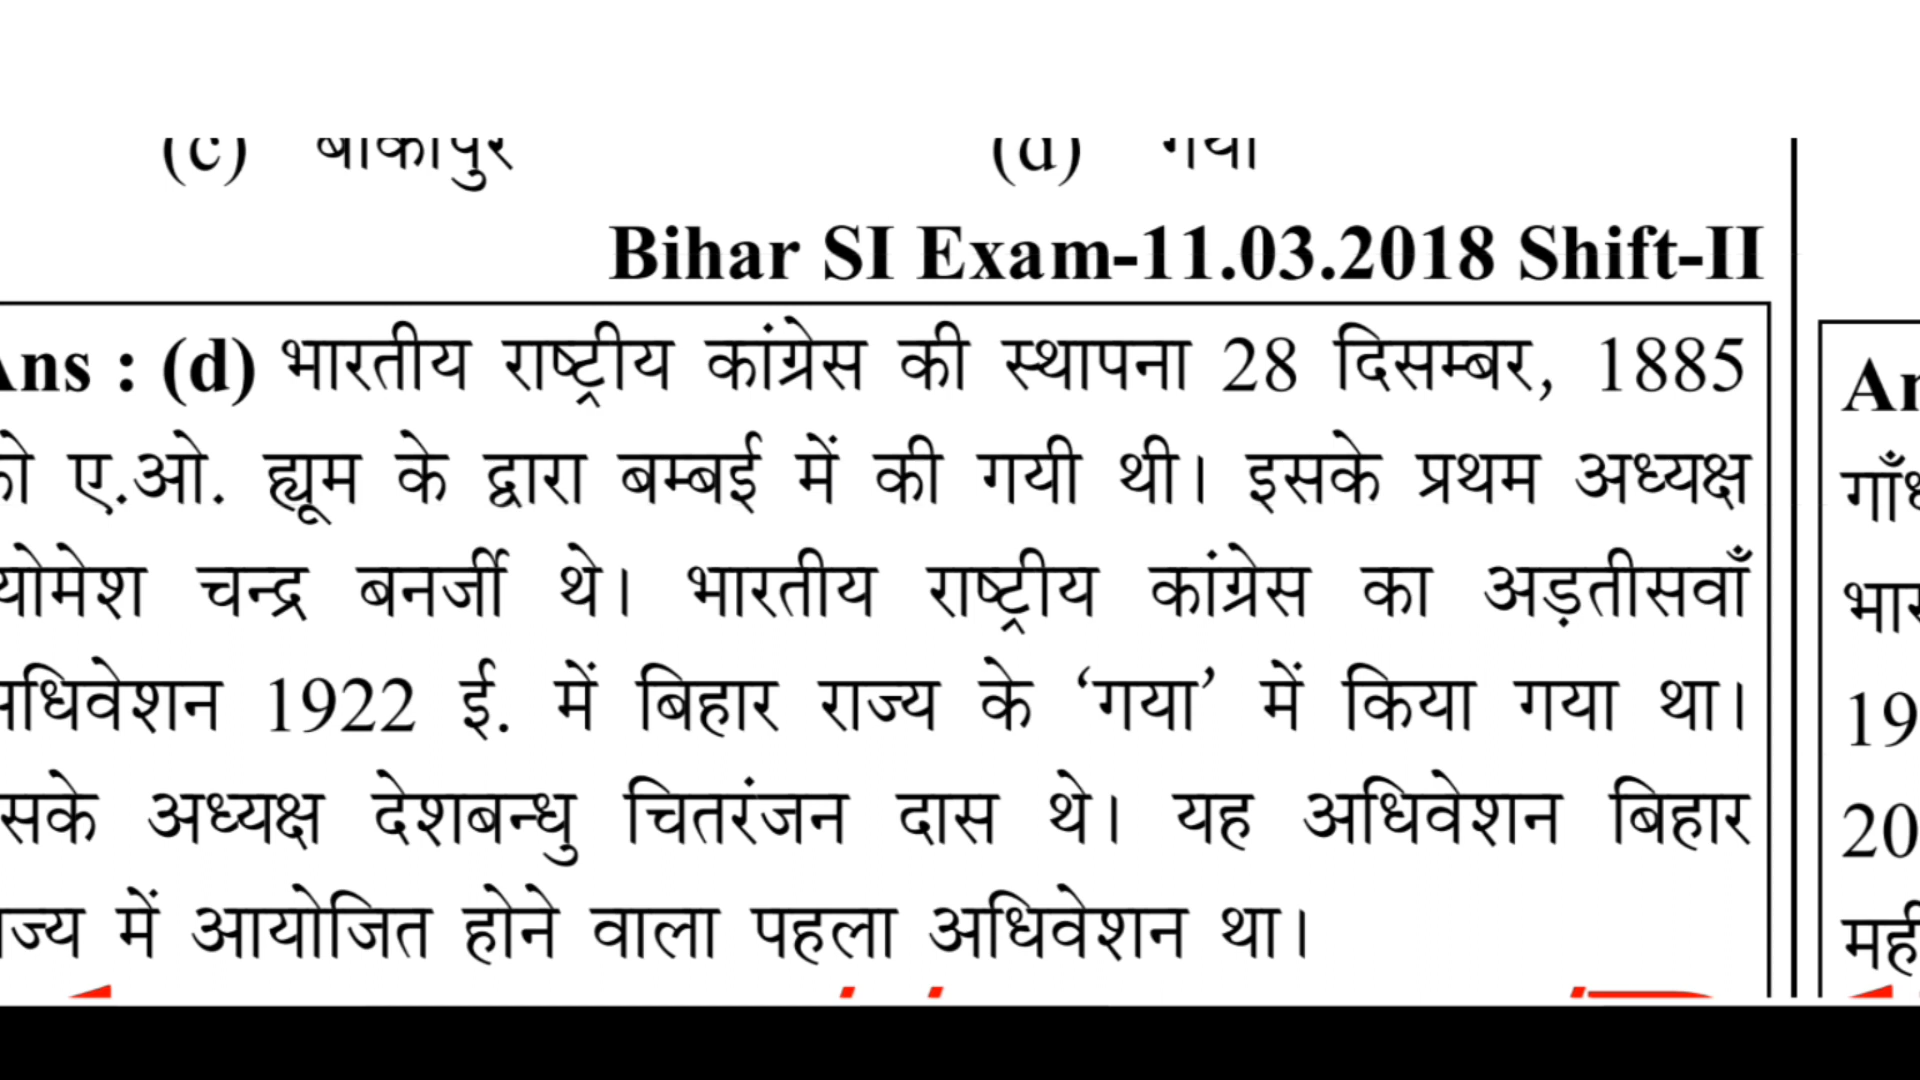 (c) बाँकीपुर (d) गया
Bihar SI Exam-11.03.2018 Shift-II
Ans : (d) भारतीय राष्ट्रीय कांग्रेस की स्थापना 28 दिसम्बर, 1885
ए.ओ. ह्यूम के द्वारा बम्बई में की गयी थी। इसके प्रथम अध्यक्ष
चन्द्र बनर्जी थे। भारतीय राष्ट्रीय कांग्रेस का अड़तीसवाँ
1922 ई. में बिहार राज्य के ‘गया’ में किया गया था।
अध्यक्ष देशबन्धु चितरंजन दास थे। यह अधिवेशन बिहार
में आयोजित होने वाला पहला अधिवेशन था।